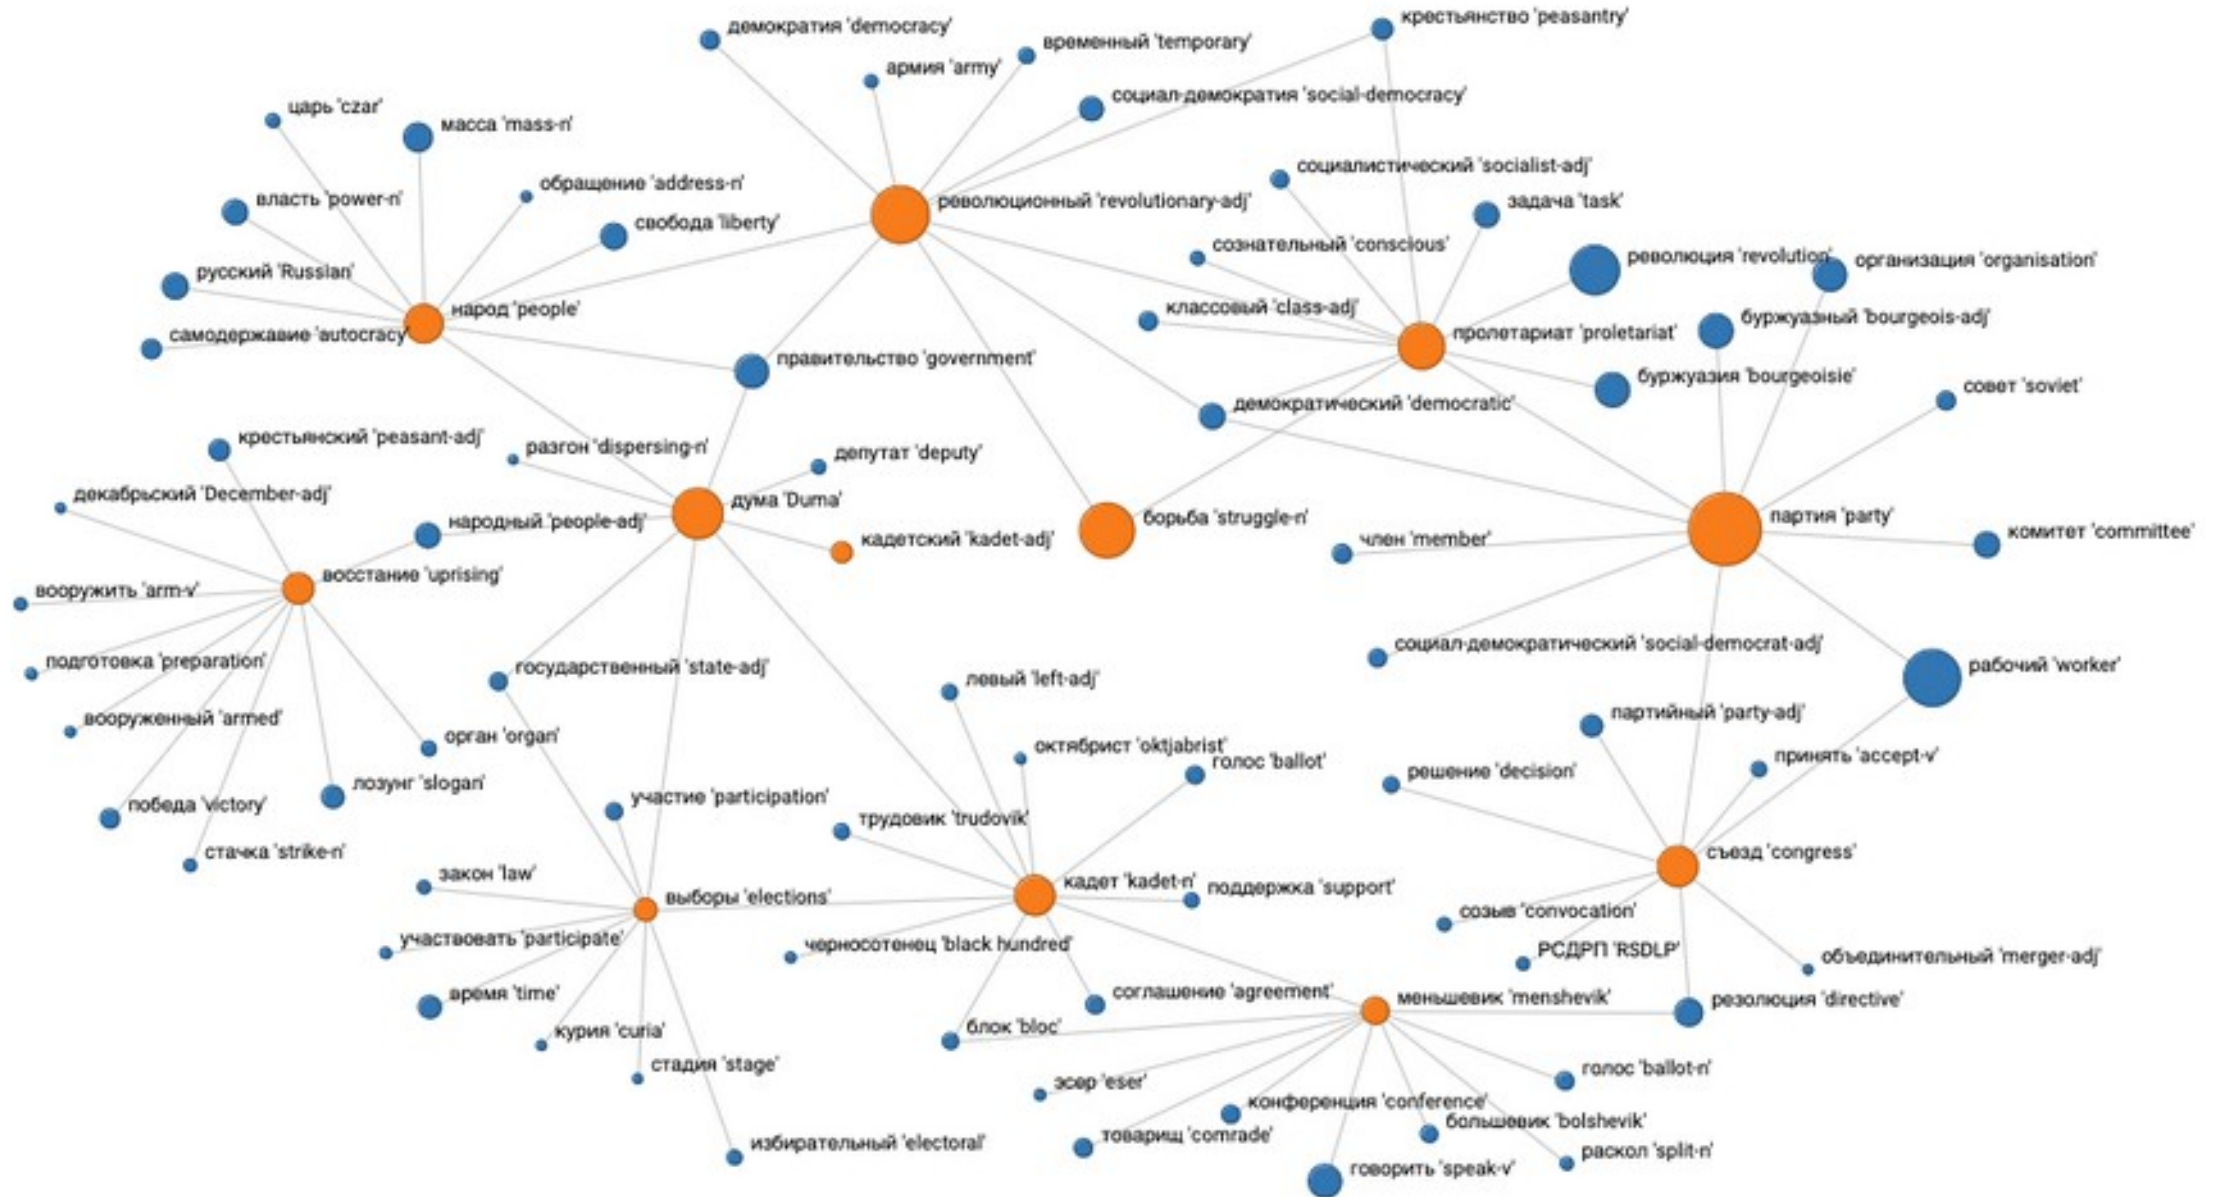 крестьянство 'peasantry'
демократия 'democracy'
временный 'temporary'
армия 'army'
социал-демократия 'social-democracy'
царь 'czar'
масса 'mass-n'
социалистический 'socialist-adj'
обращение 'address-n'
власть 'power-n'
революционный 'revolutionary-adj'
задача 'task'
свобода 'liberty'
сознательный 'conscious'
революция 'revolution'
организация 'organisation'
русский 'Russian'
народ 'people'
классовый 'class-adj'
буржуазный 'bourgeois-adj'
самодержавие 'autocracy'
пролетариат 'proletariat'
правительство 'government'
буржуазия 'bourgeoisie'
совет 'soviet'
демократический 'democratic'
крестьянский 'peasant-adj'
разгон 'dispersing-n'
депутат 'deputy'
декабрьский 'December-adj'
дума 'Duma'
народный 'people-adj'
борьба 'struggle-n'
партия 'party'
кадетский 'kadet-adj'
член 'member'
комитет 'committee'
восстание 'uprising'
вооружить 'arm-v'
социал-демократический 'social-democrat-adj'
подготовка 'preparation'
государственный 'state-adj'
рабочий 'worker'
левый 'left-adj'
вооруженный 'armed'
партийный 'party-adj'
орган 'organ'
октябрист 'oktjabrist'
принять 'accept-v'
голос 'ballot'
решение 'decision'
лозунг 'slogan'
победа 'victory'
участие 'participation'
трудовик 'trudovik'
стачка 'strike-n'
съезд 'congress'
закон 'law'
кадет 'kadet-n'
поддержка 'support'
выборы 'elections'
созыв 'convocation'
участвовать 'participate'
черносотенец 'black hundred'
РСДРП 'RSDLP'
объединительный 'merger-adj'
время 'time'
соглашение 'agreement'
меньшевик 'menshevik'
резолюция 'directive'
курия 'curia'
блок 'bloc'
стадия 'stage'
голос 'ballot-n'
эсер 'eser'
конференция 'conference'
большевик 'bolshevik'
товарищ 'comrade'
избирательный 'electoral'
раскол 'split-n'
говорить 'speak-v'